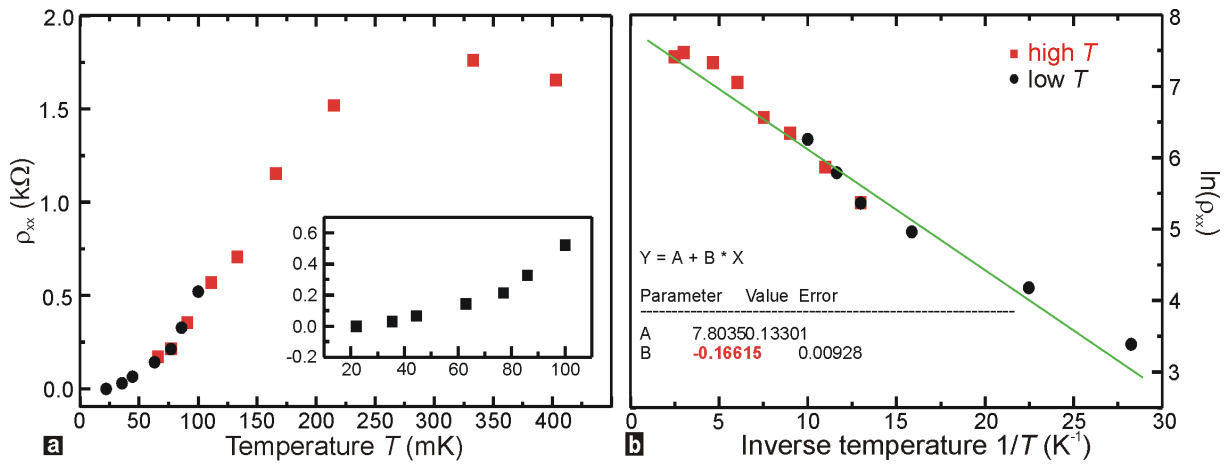 2.0
1.5
1.0
0.5
0.0
ρxx (kΩ)
0 50 100 150 200 250 300 350 400
Temperature T (mK)
a
0.6
0.4
0.2
0.0
-0.2
20 40 60 80 100
high T
low T
Y = A + B * X
Parameter Value Error
------------------------------------------------------------
A 7.80350.13301
B -0.16615 0.00928
8
7
6
5
4
3
ln(ρxx)
0 5 10 15 20 25 30
Inverse temperature 1/T (K-1)
b